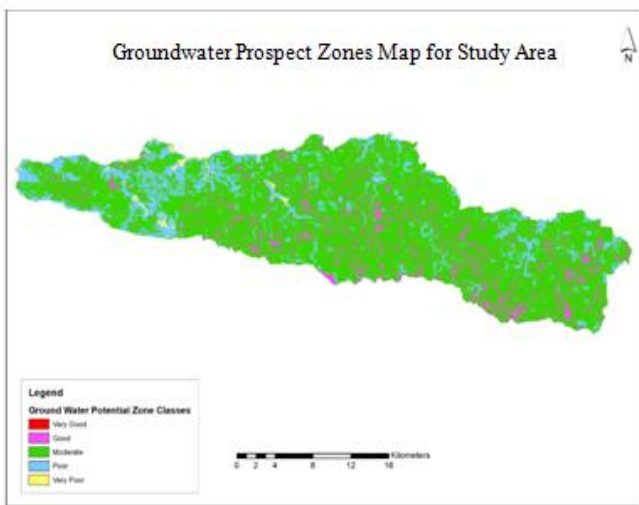 Groundwater Prospect Zones Map for Study Area
N
Legend
Ground Water Potential Zone Classes
Very Good
Good
Moderate
Poor
Very Poor
Kilometers
0 2 4 8 12 16